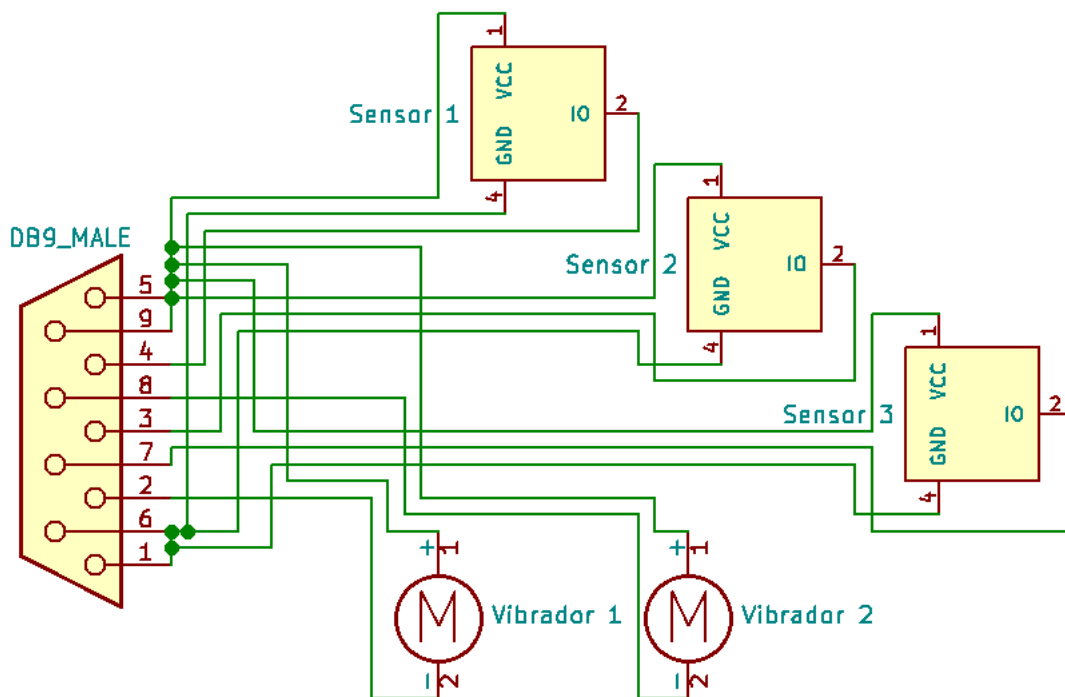 DB9_MALE
5
9
4
8
3
7
2
6
1
Sensor 1
1
VCC
GND
IO
2
4
Sensor 2
1
VCC
GND
IO
2
4
Sensor 3
1
VCC
GND
IO
2
4
+
1
M
Vibrador 1
-
2
+
1
M
Vibrador 2
-
2